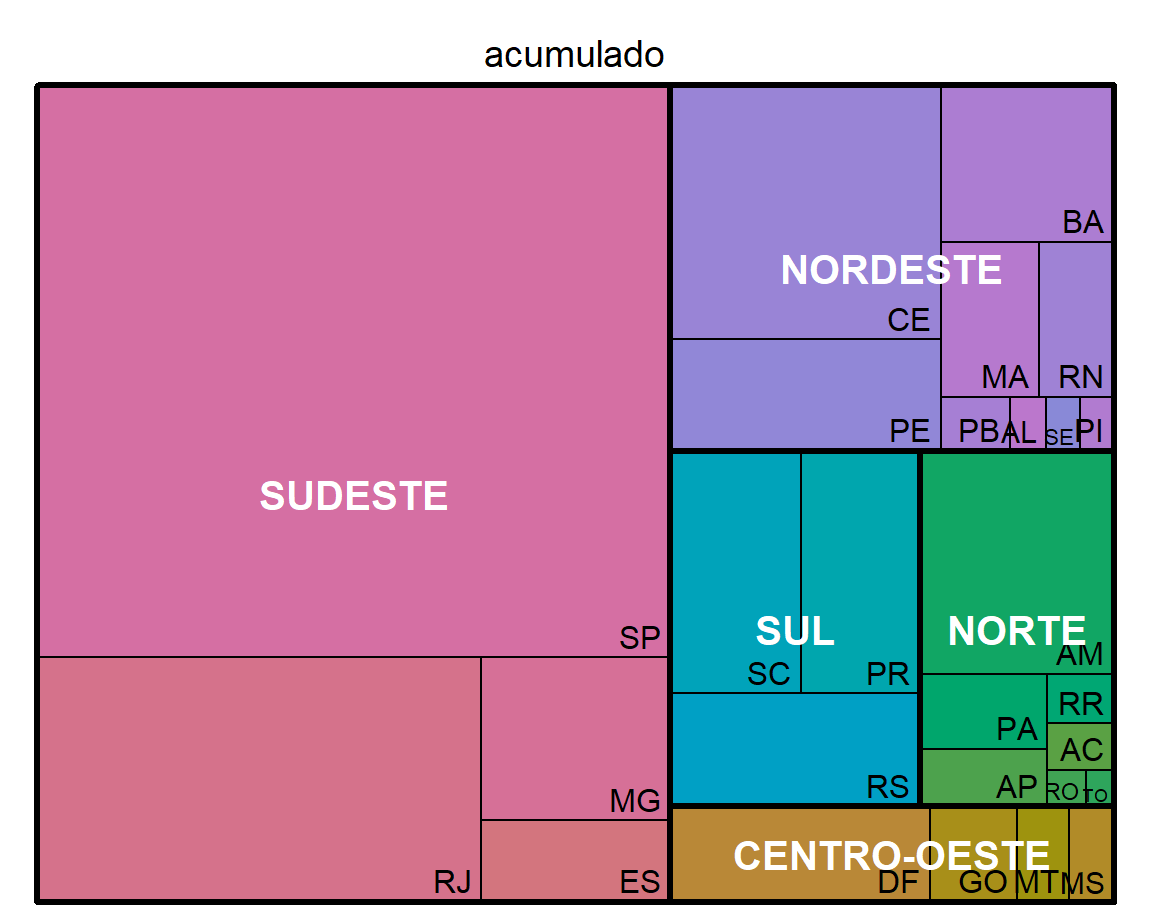 acumulado
BA
NORDESTE
CE
MA
RN
PE
PB
AL
SE
PI
SUDESTE
SP
SUL
NORTE
AM
SC
PR
RR
PA
AC
RS
AP
RO
TO
MG
CENTRO-OESTE
RJ
ES
DF
GO
MT
MS